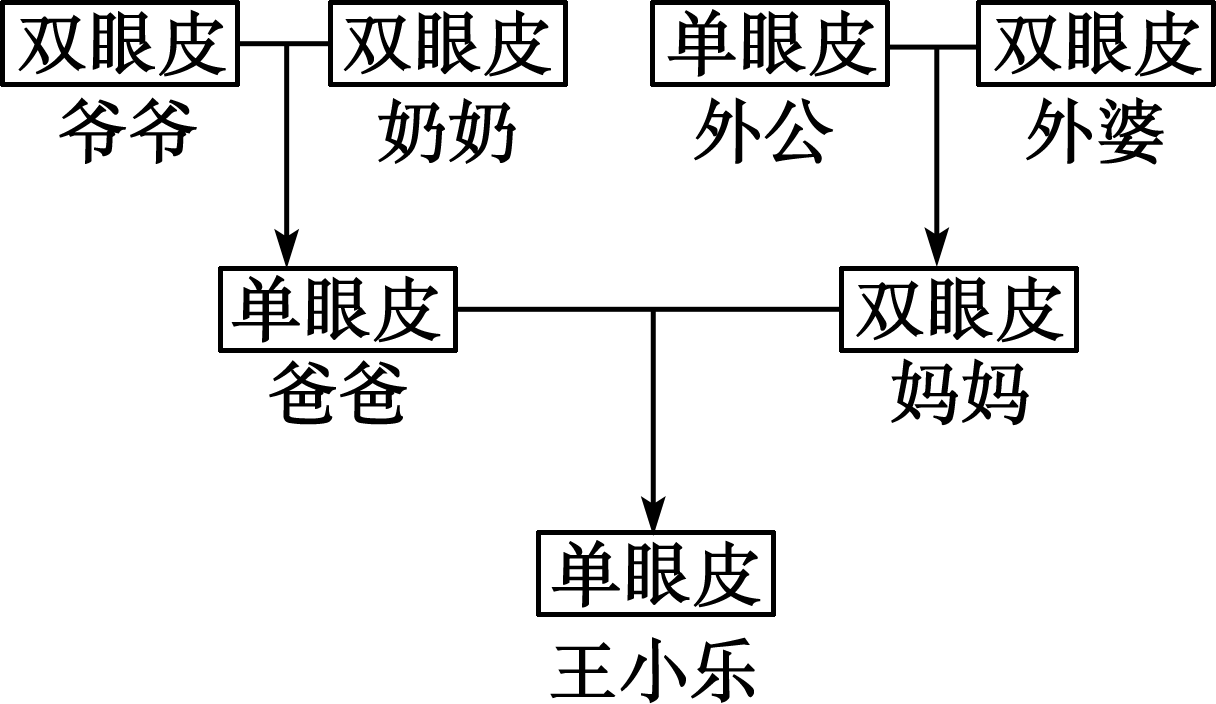 双眼皮 双眼皮 单眼皮 双眼皮
爷爷 奶奶 外公 外婆
单眼皮 双眼皮
爸爸 妈妈
单眼皮
王小乐